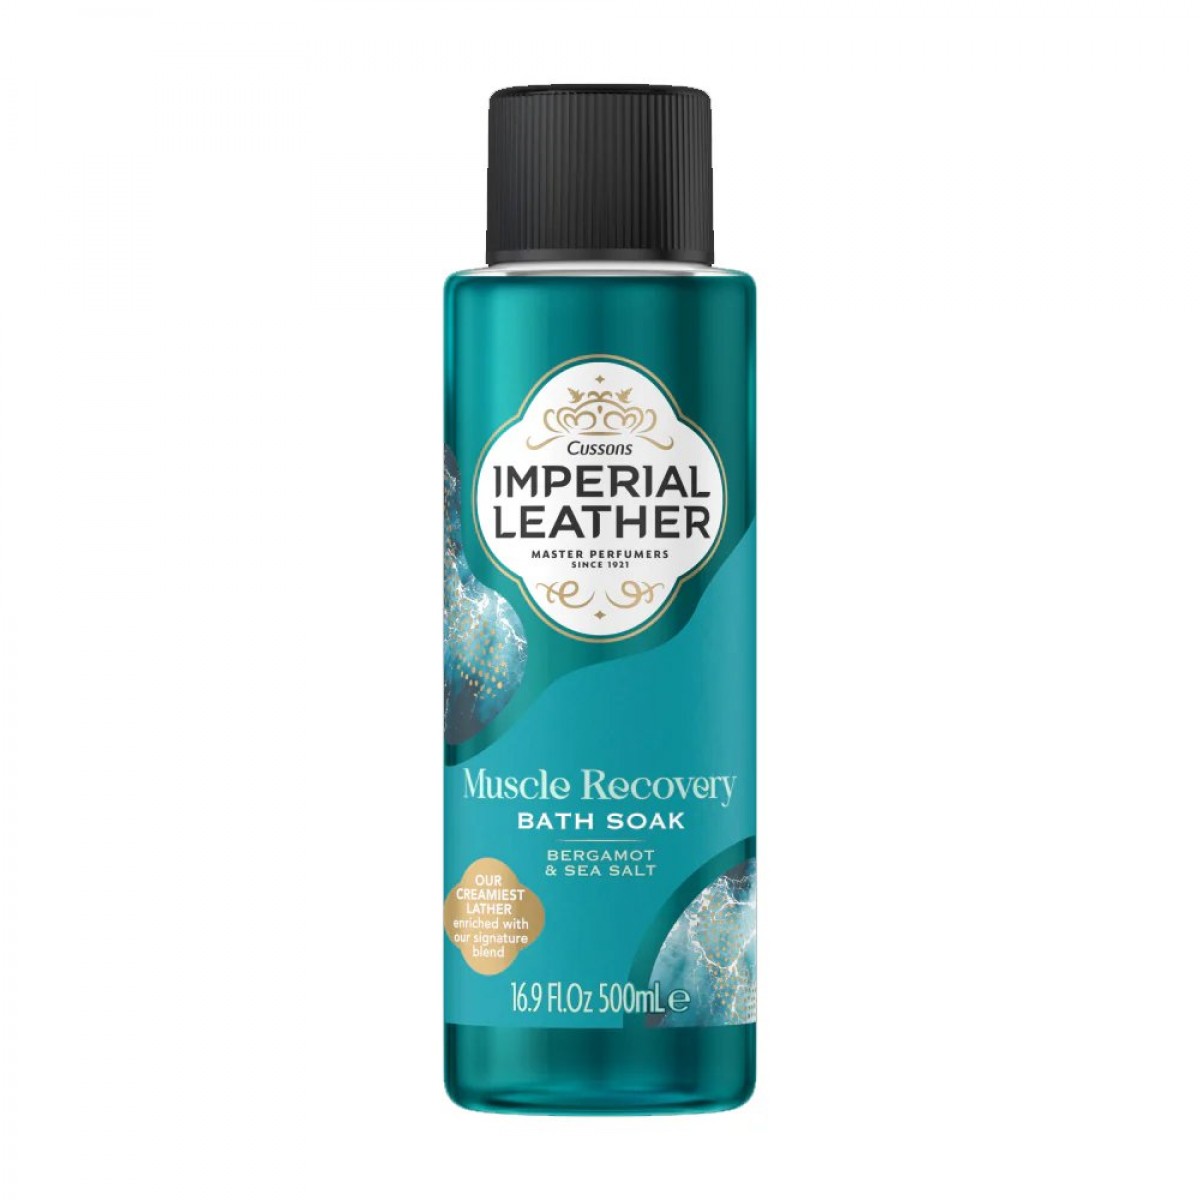 Cussons
IMPERIAL
LEATHER
MASTER PERFUMERS
SINCE 1921
Muscle Recovery
BATH SOAK
BERGAMOT
& SEA SALT
OUR
CREAMIEST
LATHER
enriched with
our signature
blend
16.9 Fl.Oz 500mL e